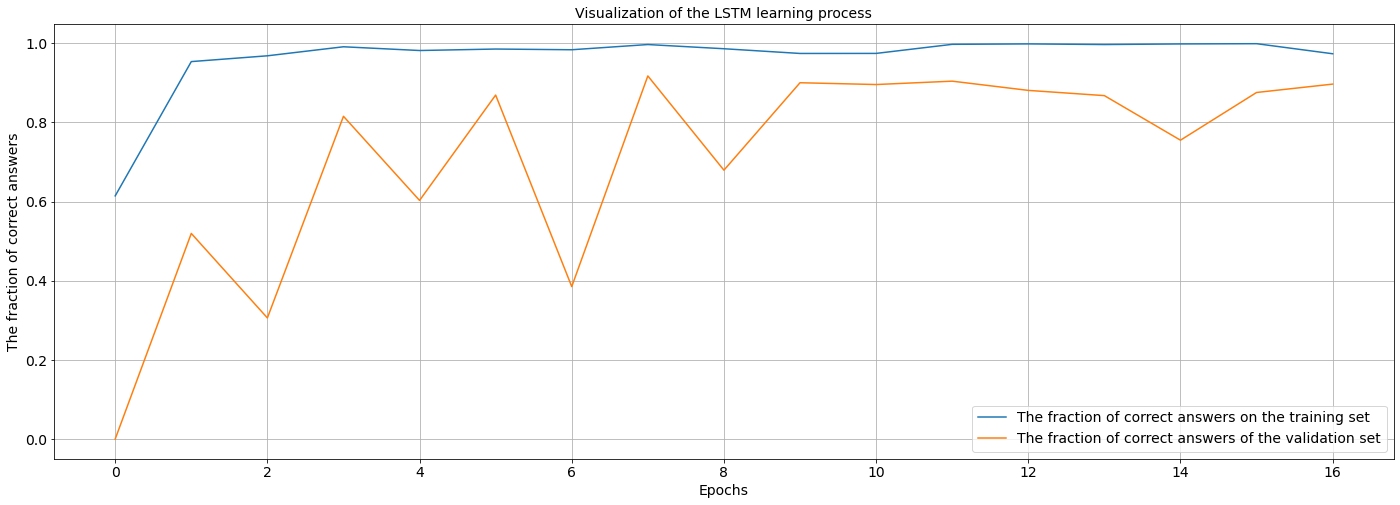 Visualization of the LSTM learning process
The fraction of correct answers
1.0
0.8
0.6
0.4
0.2
0.0
The fraction of correct answers on the training set
The fraction of correct answers of the validation set
0 2 4 6 8 10 12 14 16
Epochs